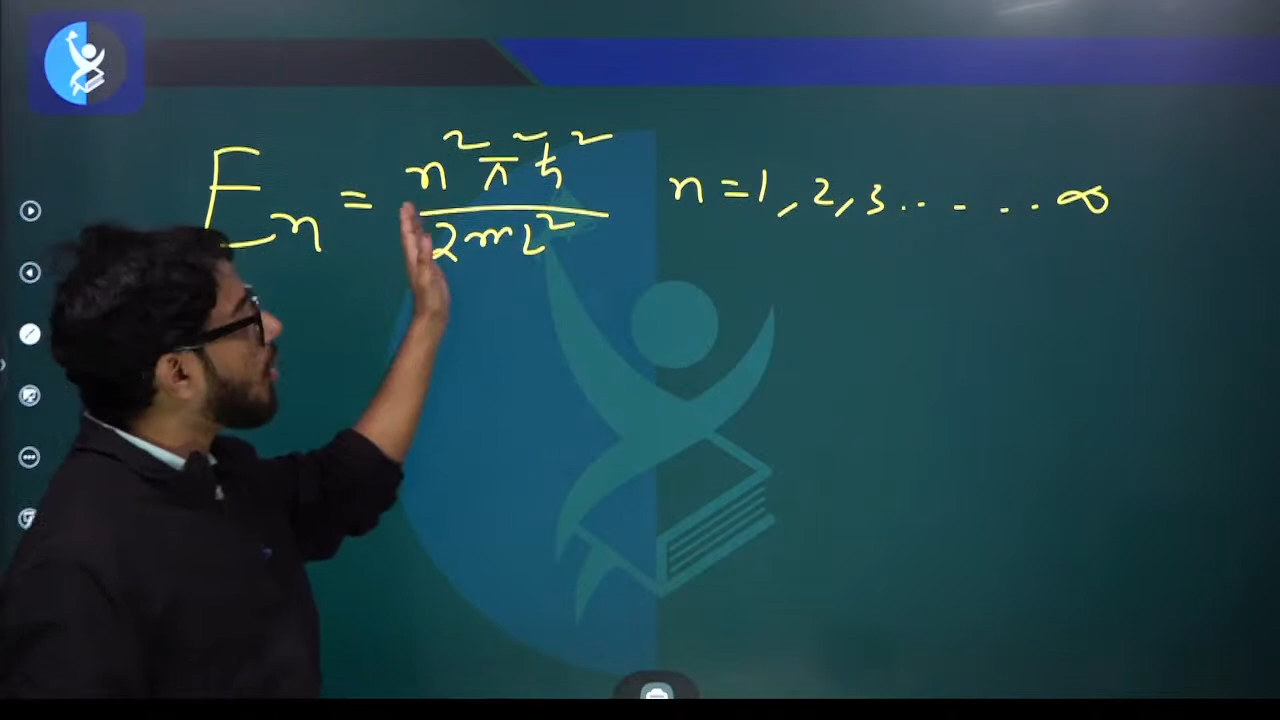 Eₙ = n²π²ħ² / 2mL² n = 1, 2, 3 . . - - . . . ∞